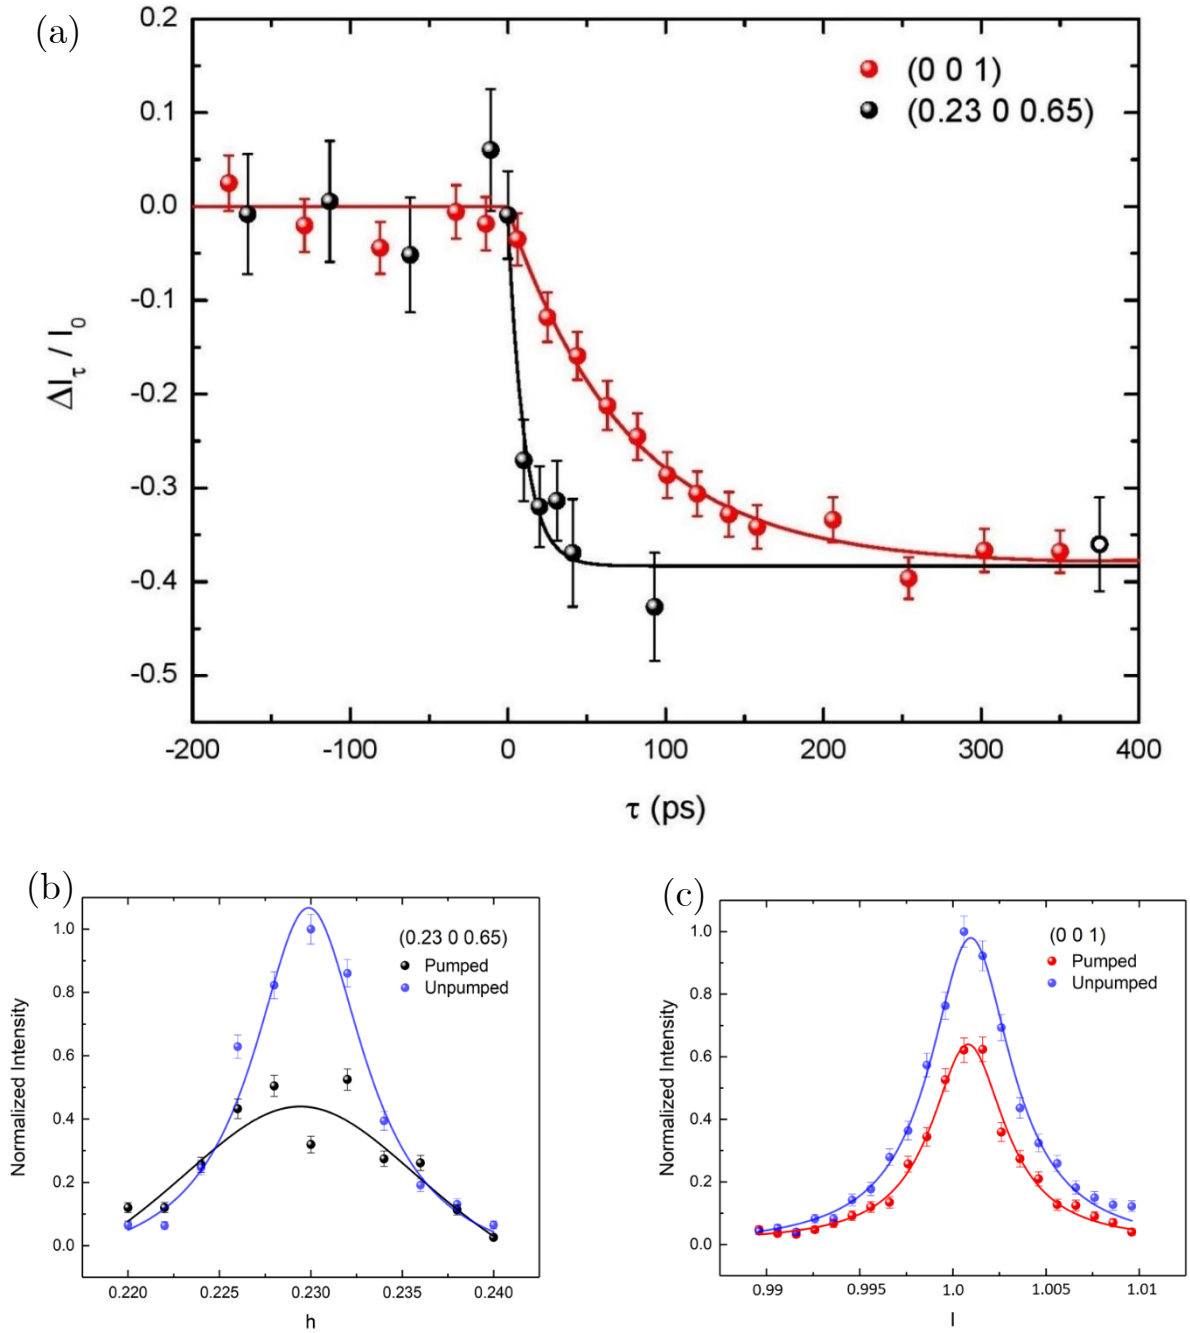 (a)
0.2
0.1
0.0
-0.1
-0.2
-0.3
-0.4
-0.5
ΔI_τ / I_0
(0 0 1)
(0.23 0 0.65)
-200 -100 0 100 200 300 400
τ (ps)
(b)
1.0
0.8
0.6
0.4
0.2
0.0
Normalized Intensity
(0.23 0 0.65)
Pumped
Unpumped
0.220 0.225 0.230 0.235 0.240
h
(c)
1.0
0.8
0.6
0.4
0.2
0.0
Normalized Intensity
(0 0 1)
Pumped
Unpumped
0.99 0.995 1.0 1.005 1.01
l